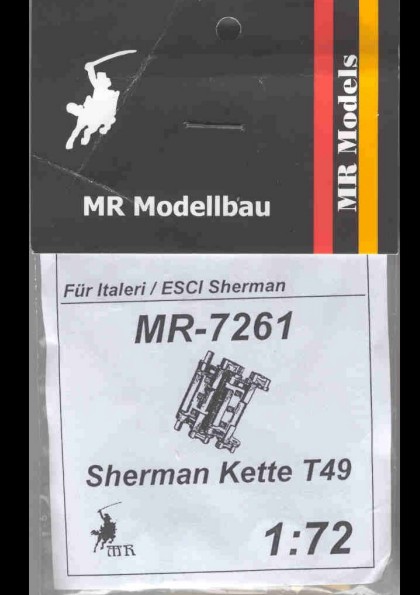 MR Models
MR Modellbau
Für Italeri / ESCI Sherman
MR-7261
Sherman Kette T49
MR
1:72